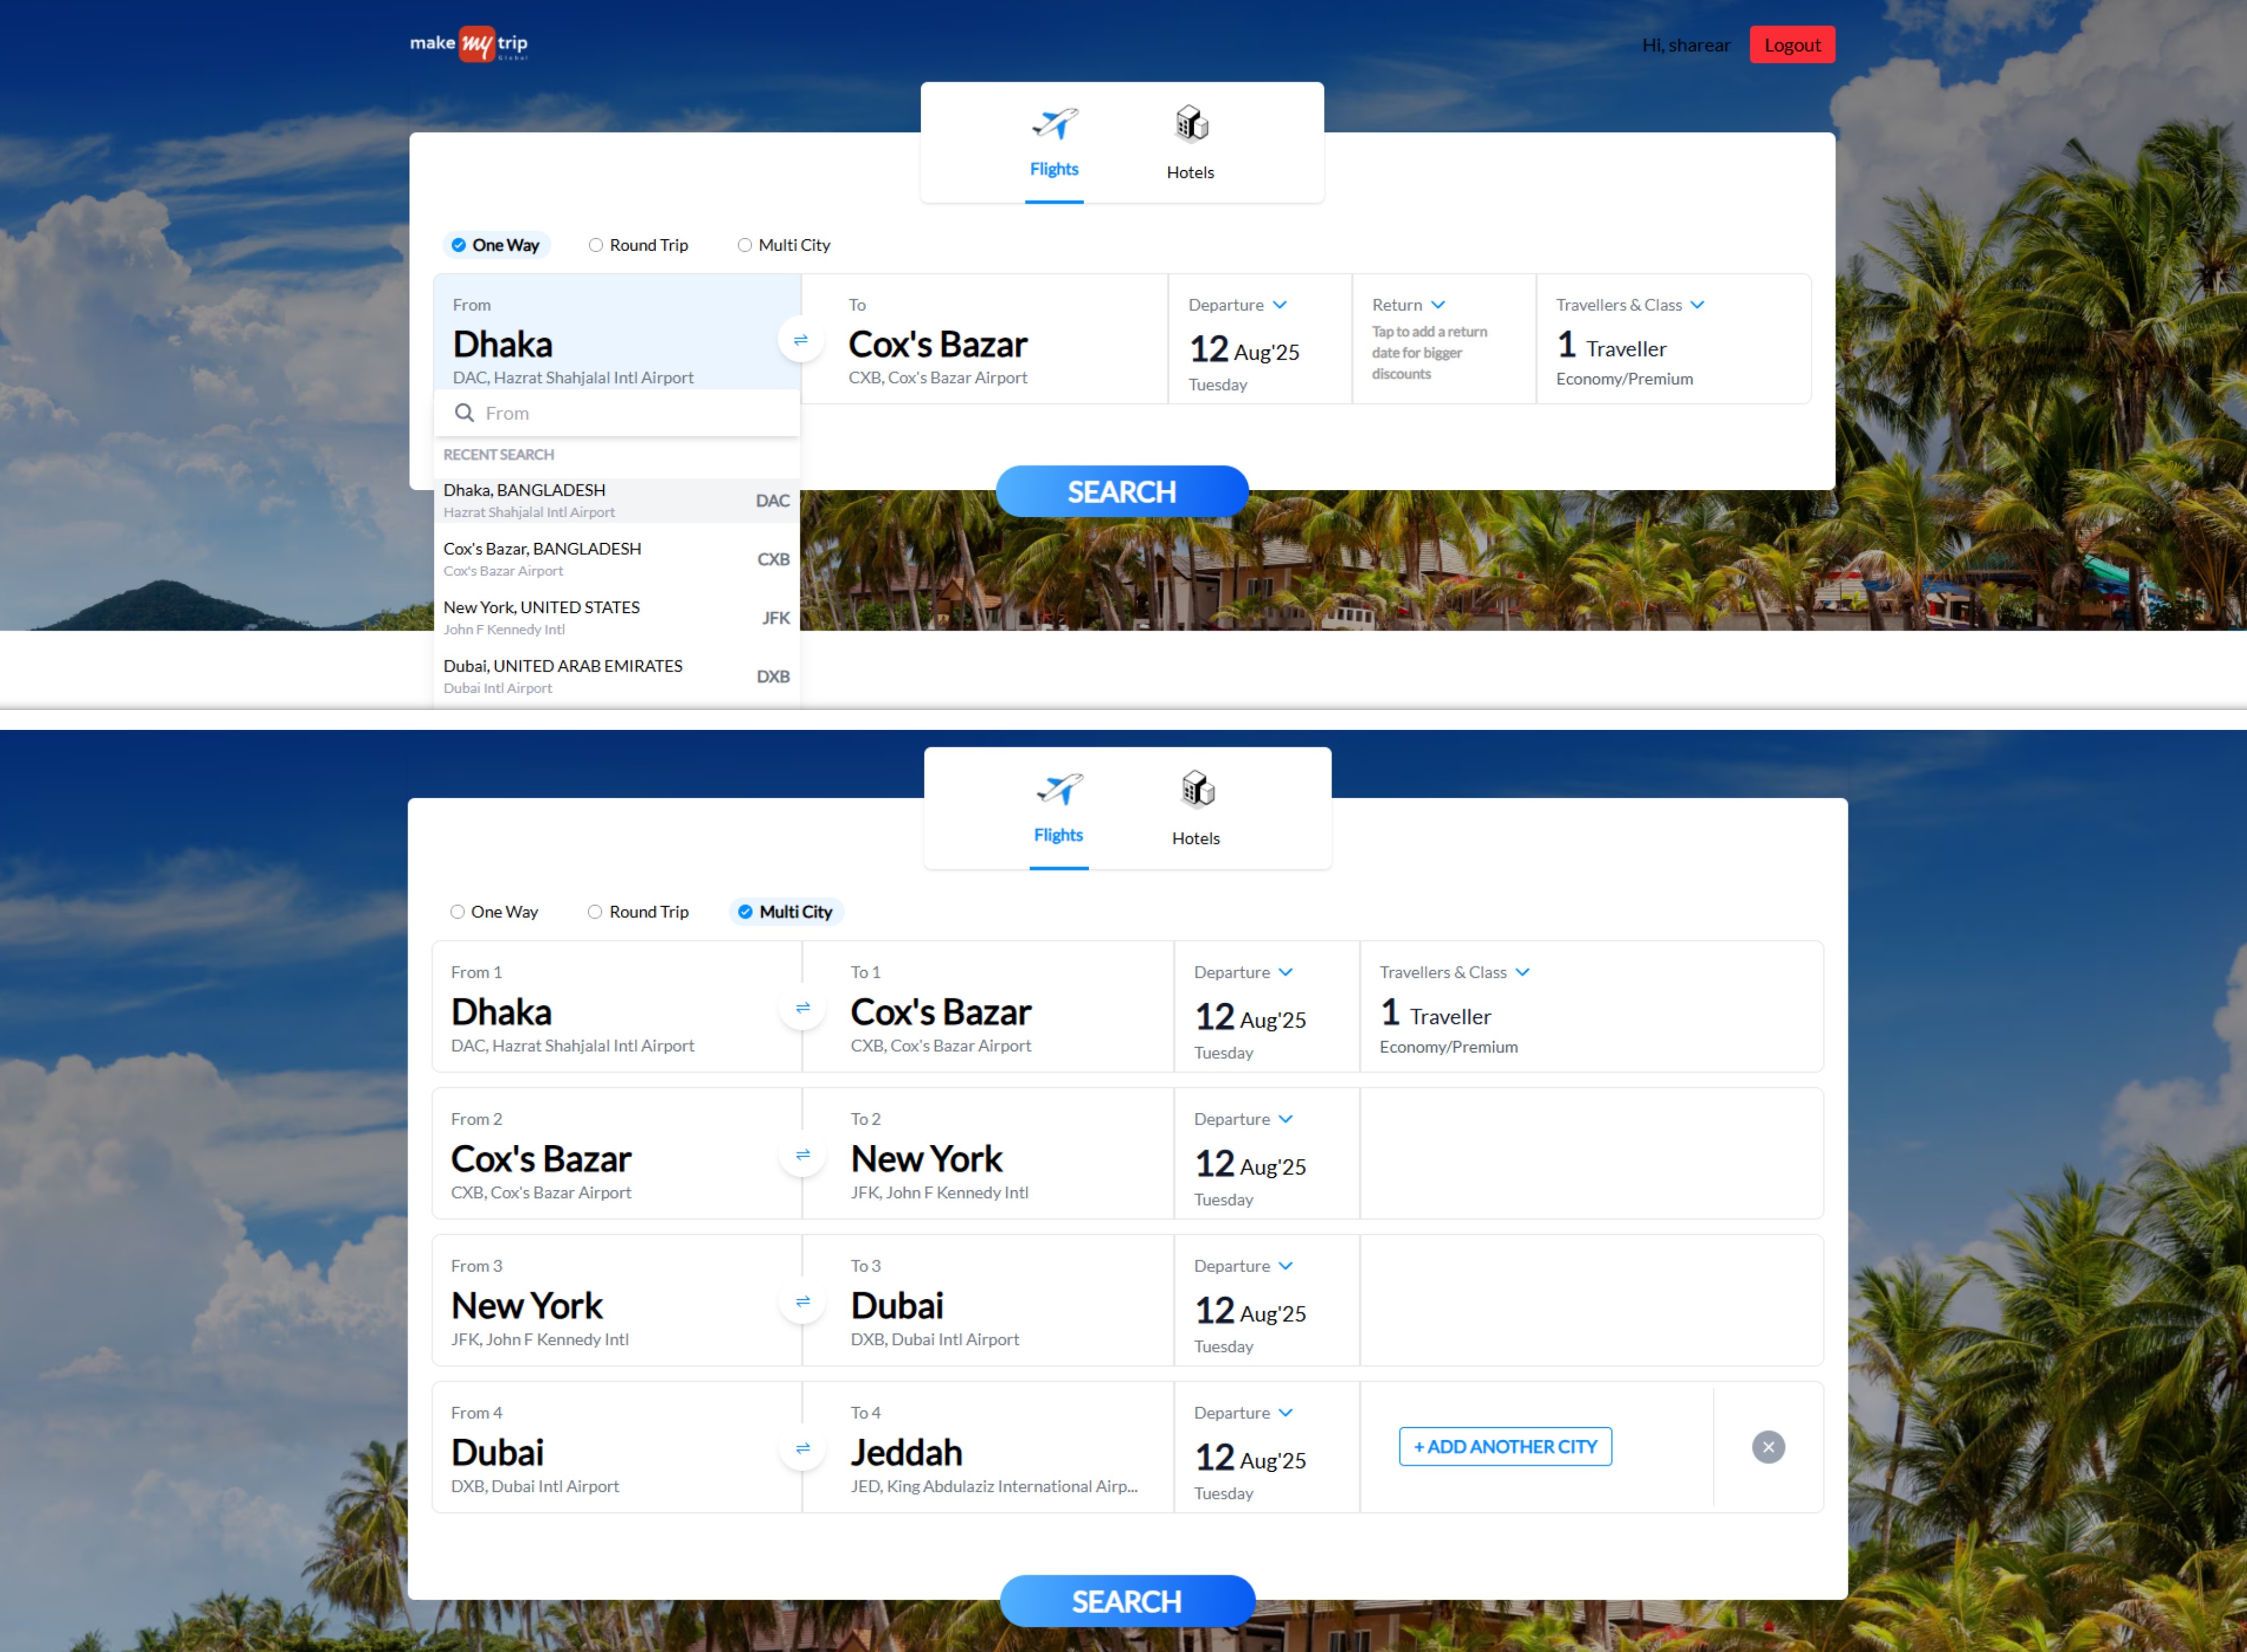 make my trip
Global
Hi, sharear
Logout
Flights
Hotels
One Way
Round Trip
Multi City
From
Dhaka
DAC, Hazrat Shahjalal Intl Airport
To
Cox's Bazar
CXB, Cox's Bazar Airport
Departure
12 Aug'25
Tuesday
Return
Tap to add a return
date for bigger
discounts
Travellers & Class
1 Traveller
Economy/Premium
From
RECENT SEARCH
Dhaka, BANGLADESH
Hazrat Shahjalal Intl Airport
DAC
Cox's Bazar, BANGLADESH
Cox's Bazar Airport
CXB
New York, UNITED STATES
John F Kennedy Intl
JFK
Dubai, UNITED ARAB EMIRATES
Dubai Intl Airport
DXB
SEARCH
Flights
Hotels
One Way
Round Trip
Multi City
From 1
Dhaka
DAC, Hazrat Shahjalal Intl Airport
To 1
Cox's Bazar
CXB, Cox's Bazar Airport
Departure
12 Aug'25
Tuesday
Travellers & Class
1 Traveller
Economy/Premium
From 2
Cox's Bazar
CXB, Cox's Bazar Airport
To 2
New York
JFK, John F Kennedy Intl
Departure
12 Aug'25
Tuesday
From 3
New York
JFK, John F Kennedy Intl
To 3
Dubai
DXB, Dubai Intl Airport
Departure
12 Aug'25
Tuesday
From 4
Dubai
DXB, Dubai Intl Airport
To 4
Jeddah
JED, King Abdulaziz International Airp...
Departure
12 Aug'25
Tuesday
+ ADD ANOTHER CITY
SEARCH